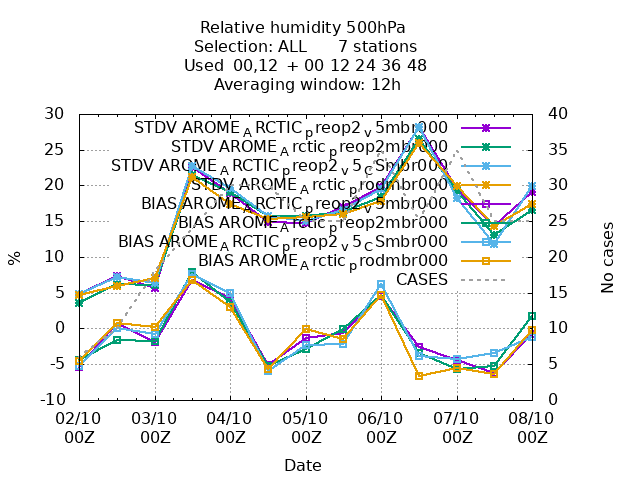 Relative humidity 500hPa
Selection: ALL 7 stations
Used 00,12 + 00 12 24 36 48
Averaging window: 12h
STDV AROME_ARCTIC_preop2_v5mbr000
STDV AROME_Arctic_preop2mbr000
STDV AROME_ARCTIC_preop2_v5_CSmbr000
STDV AROME_Arctic_prodmbr000
BIAS AROME_ARCTIC_preop2_v5mbr000
BIAS AROME_Arctic_preop2mbr000
BIAS AROME_ARCTIC_preop2_v5_CSmbr000
BIAS AROME_Arctic_prodmbr000
CASES
30
25
20
15
10
5
0
-5
-10
%
40
35
30
25
20
15
10
5
0
No cases
02/10 03/10 04/10 05/10 06/10 07/10 08/10
00Z 00Z 00Z 00Z 00Z 00Z 00Z
Date